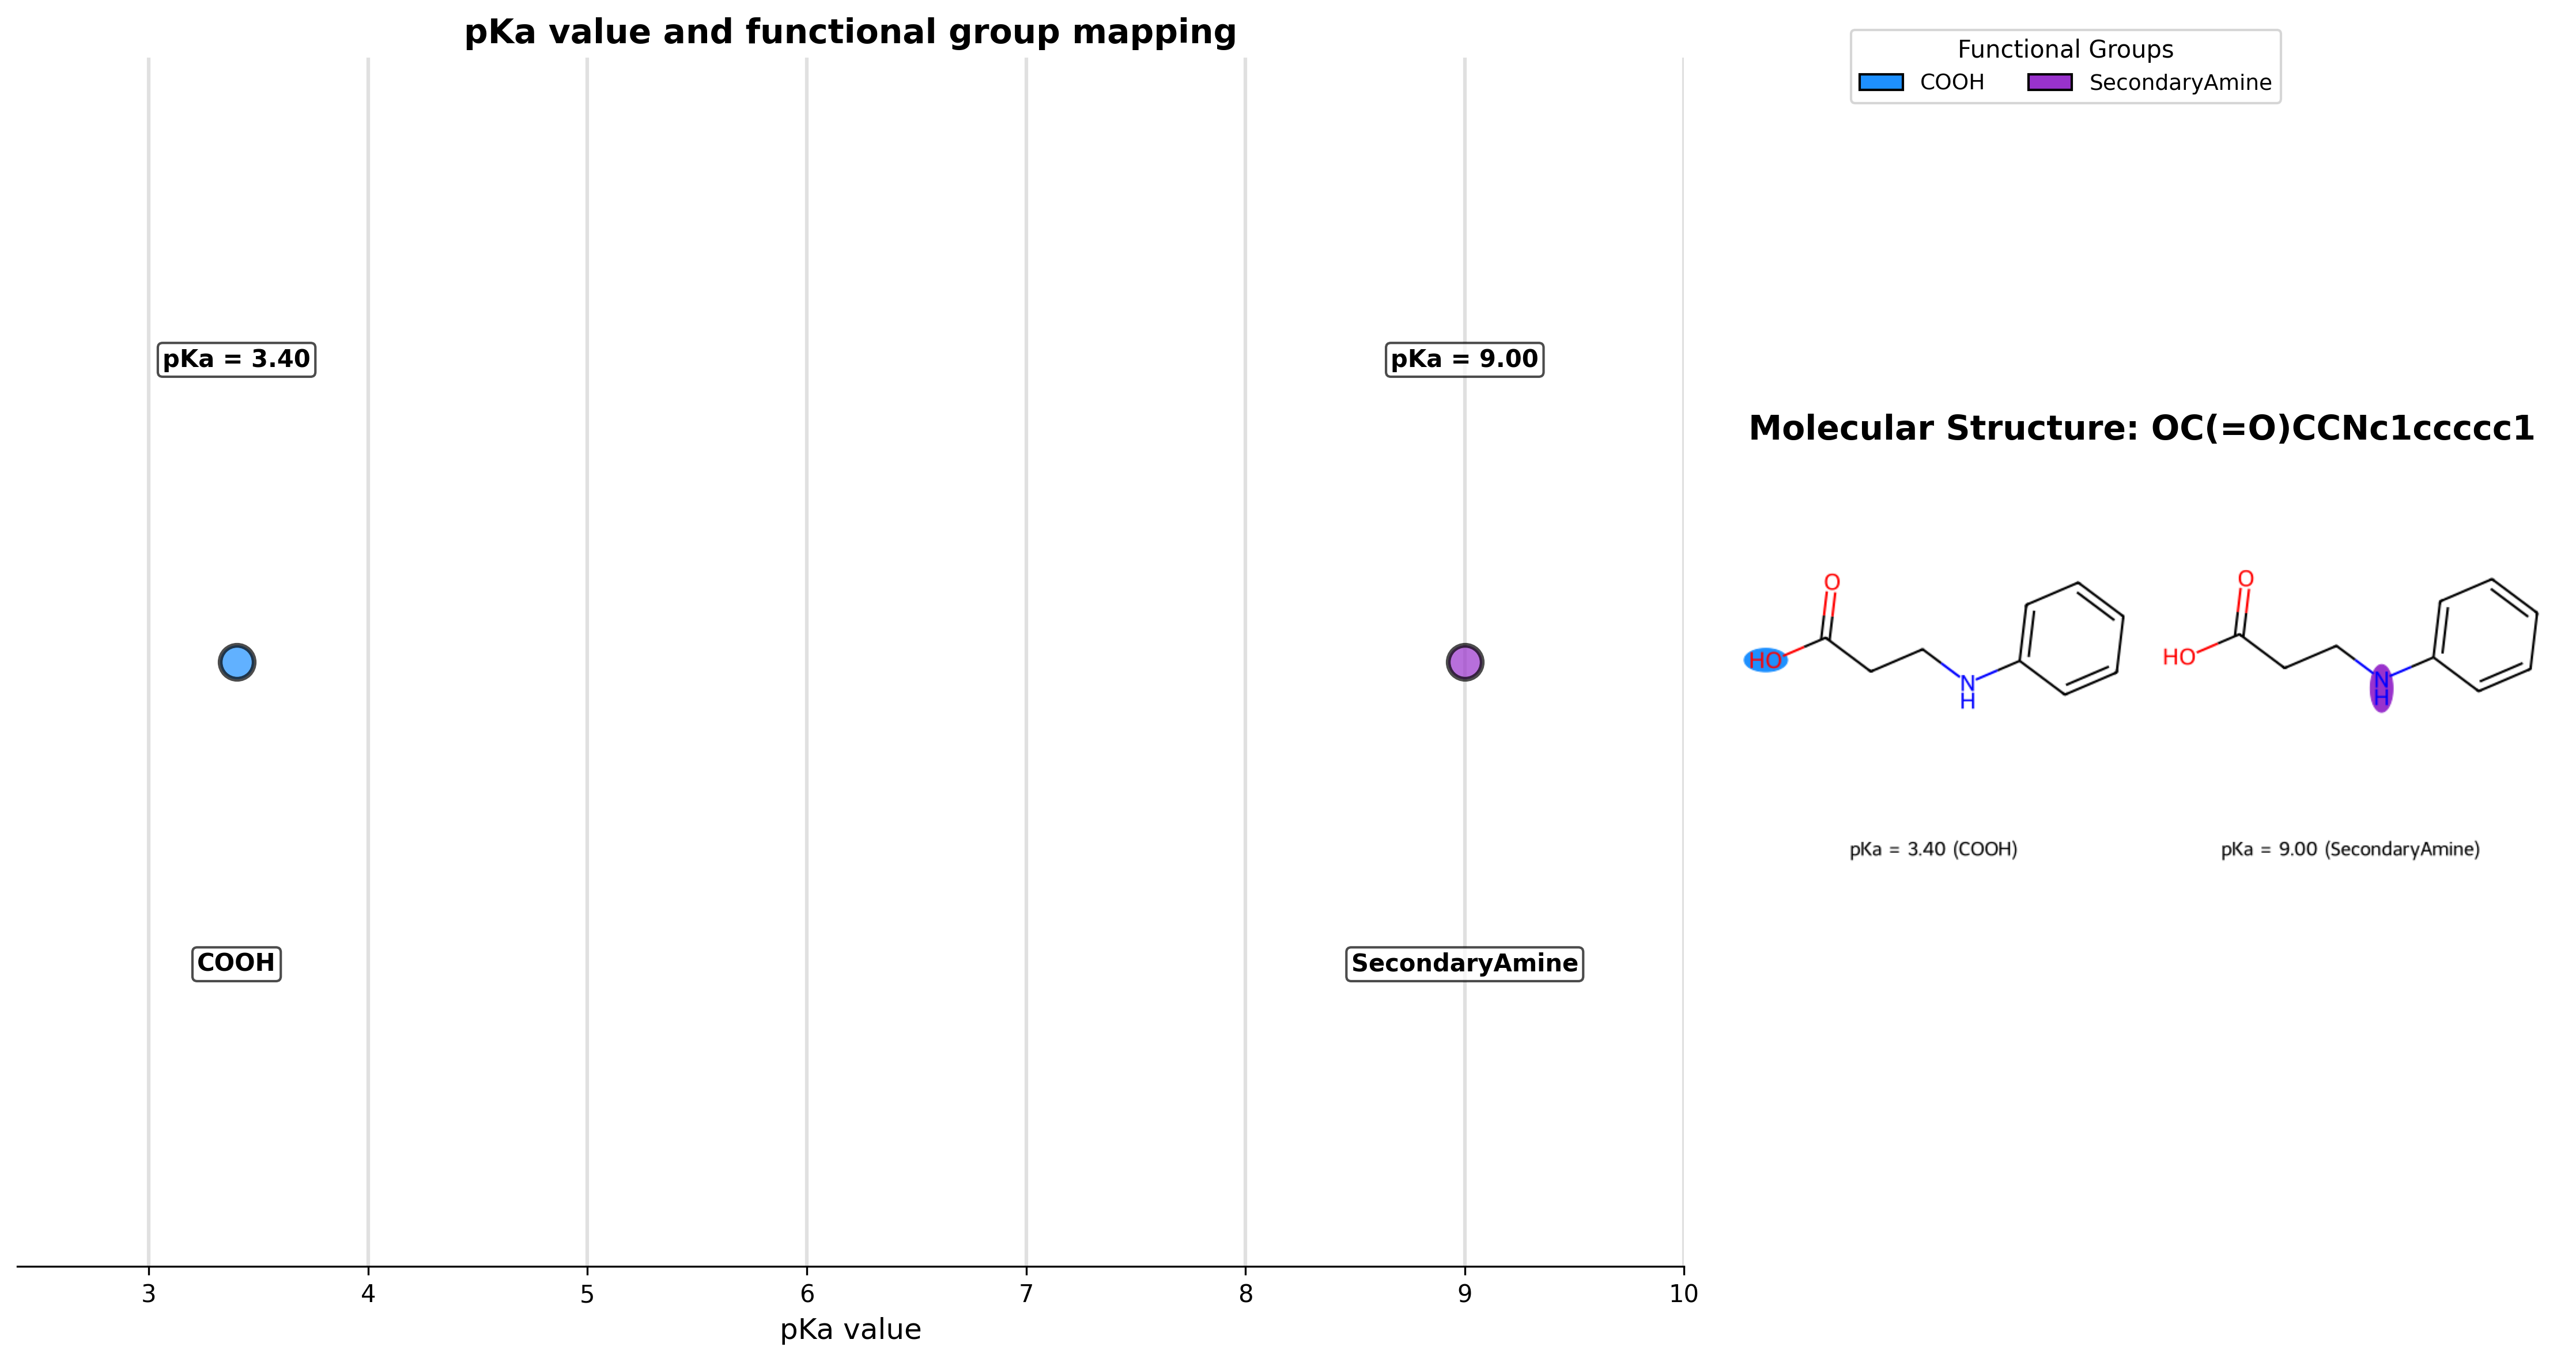 pKa value and functional group mapping
pKa = 3.40
pKa = 9.00
COOH
SecondaryAmine
3
4
5
6
7
8
9
10
pKa value
Functional Groups
COOH
SecondaryAmine
Molecular Structure: OC(=O)CCNc1ccccc1
O
HO
N
H
O
HO
N
H
pKa = 3.40 (COOH)
pKa = 9.00 (SecondaryAmine)